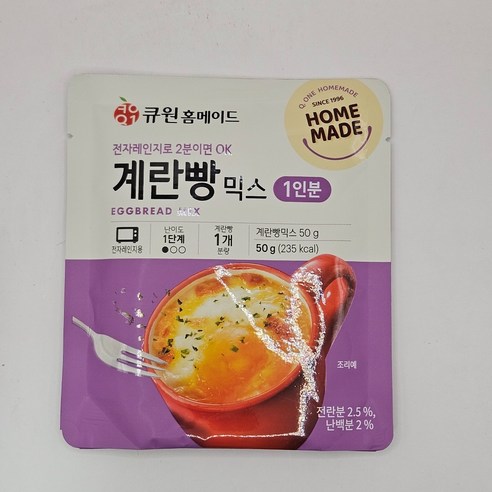 큐원 홈메이드
Q.ONE HOMEMADE
SINCE 1996
HOME
MADE
전자레인지로 2분이면 OK
계란빵 믹스 1인분
EGGBREAD MIX
전자레인지용
난이도
1단계
계란빵
1개
분량
계란빵믹스 50 g
50 g (235 kcal)
조리예
전란분 2.5 %,
난백분 2 %